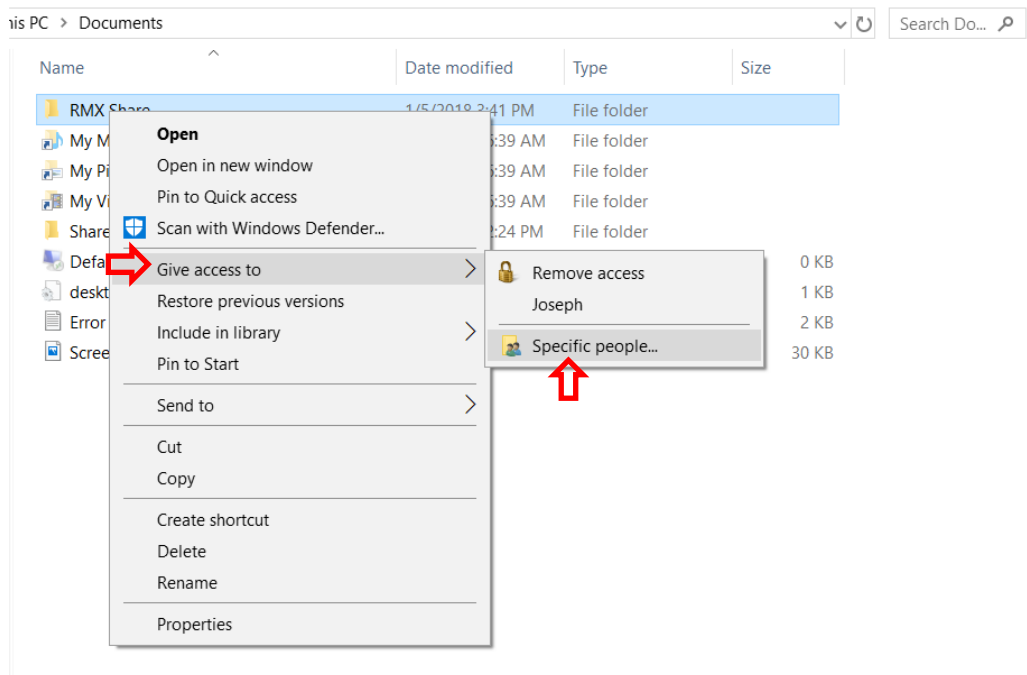 his PC > Documents
Search Do...
Name Date modified Type Size
RMX Share 1/5/2018 3:41 PM File folder
My M :39 AM File folder
My Pi :39 AM File folder
My Vi :39 AM File folder
Share :24 PM File folder
Defa 0 KB
deskt 1 KB
Error 2 KB
Scree 30 KB
Open
Open in new window
Pin to Quick access
Scan with Windows Defender...
Give access to
Restore previous versions
Include in library
Pin to Start
Send to
Cut
Copy
Create shortcut
Delete
Rename
Properties
Remove access
Joseph
Specific people...